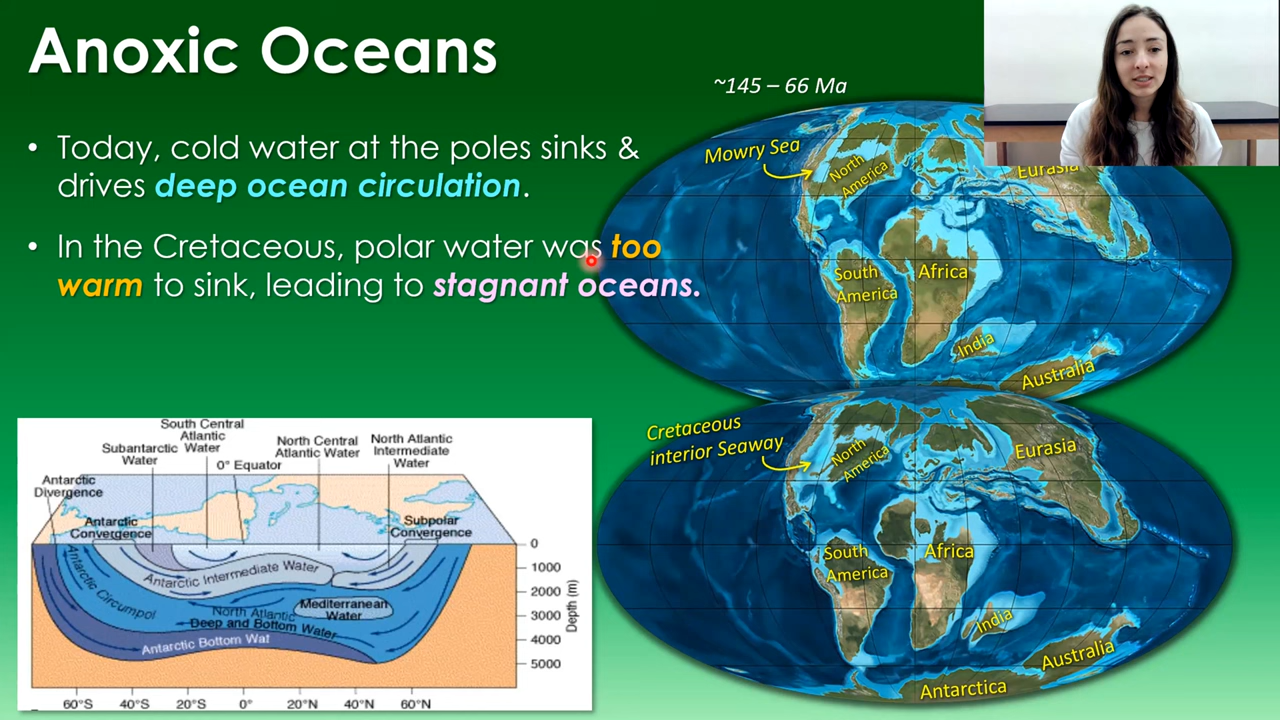 Anoxic Oceans
• Today, cold water at the poles sinks &
drives deep ocean circulation.
• In the Cretaceous, polar water was too
warm to sink, leading to stagnant oceans.
~145 – 66 Ma
Mowry Sea
North
America
Eurasia
South
America
Africa
India
Australia
Cretaceous
interior Seaway
North
America
Eurasia
South
America
Africa
India
Australia
Antarctica
South Central
Atlantic
Water
Subantarctic
Water
North Central
Atlantic Water
North Atlantic
Intermediate
Water
0° Equator
Antarctic
Divergence
Antarctic
Convergence
Subpolar
Convergence
Antarctic Intermediate Water
Antarctic Circumpol
North Atlantic
Deep and Bottom Water
Mediterranean
Water
Antarctic Bottom Wat
0
1000
2000
3000
4000
5000
Depth (m)
60°S 40°S 20°S 0° 20°N 40°N 60°N